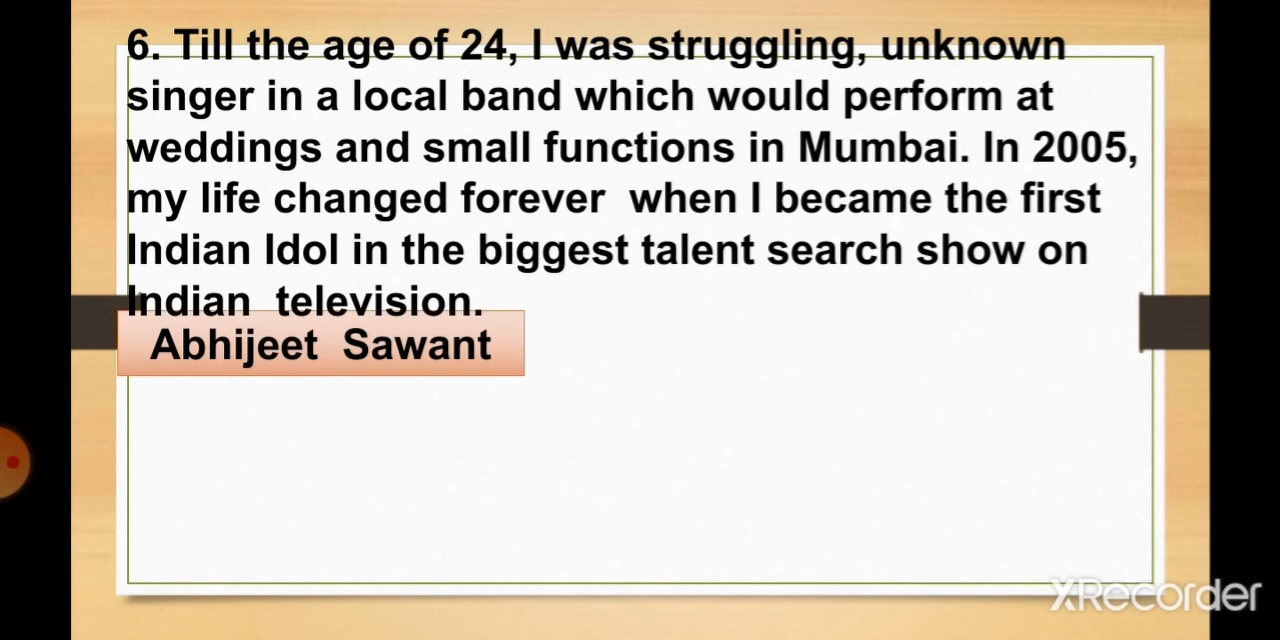 6. Till the age of 24, I was struggling, unknown
singer in a local band which would perform at
weddings and small functions in Mumbai. In 2005,
my life changed forever when I became the first
Indian Idol in the biggest talent search show on
Indian television.
Abhijeet Sawant
XRecorder